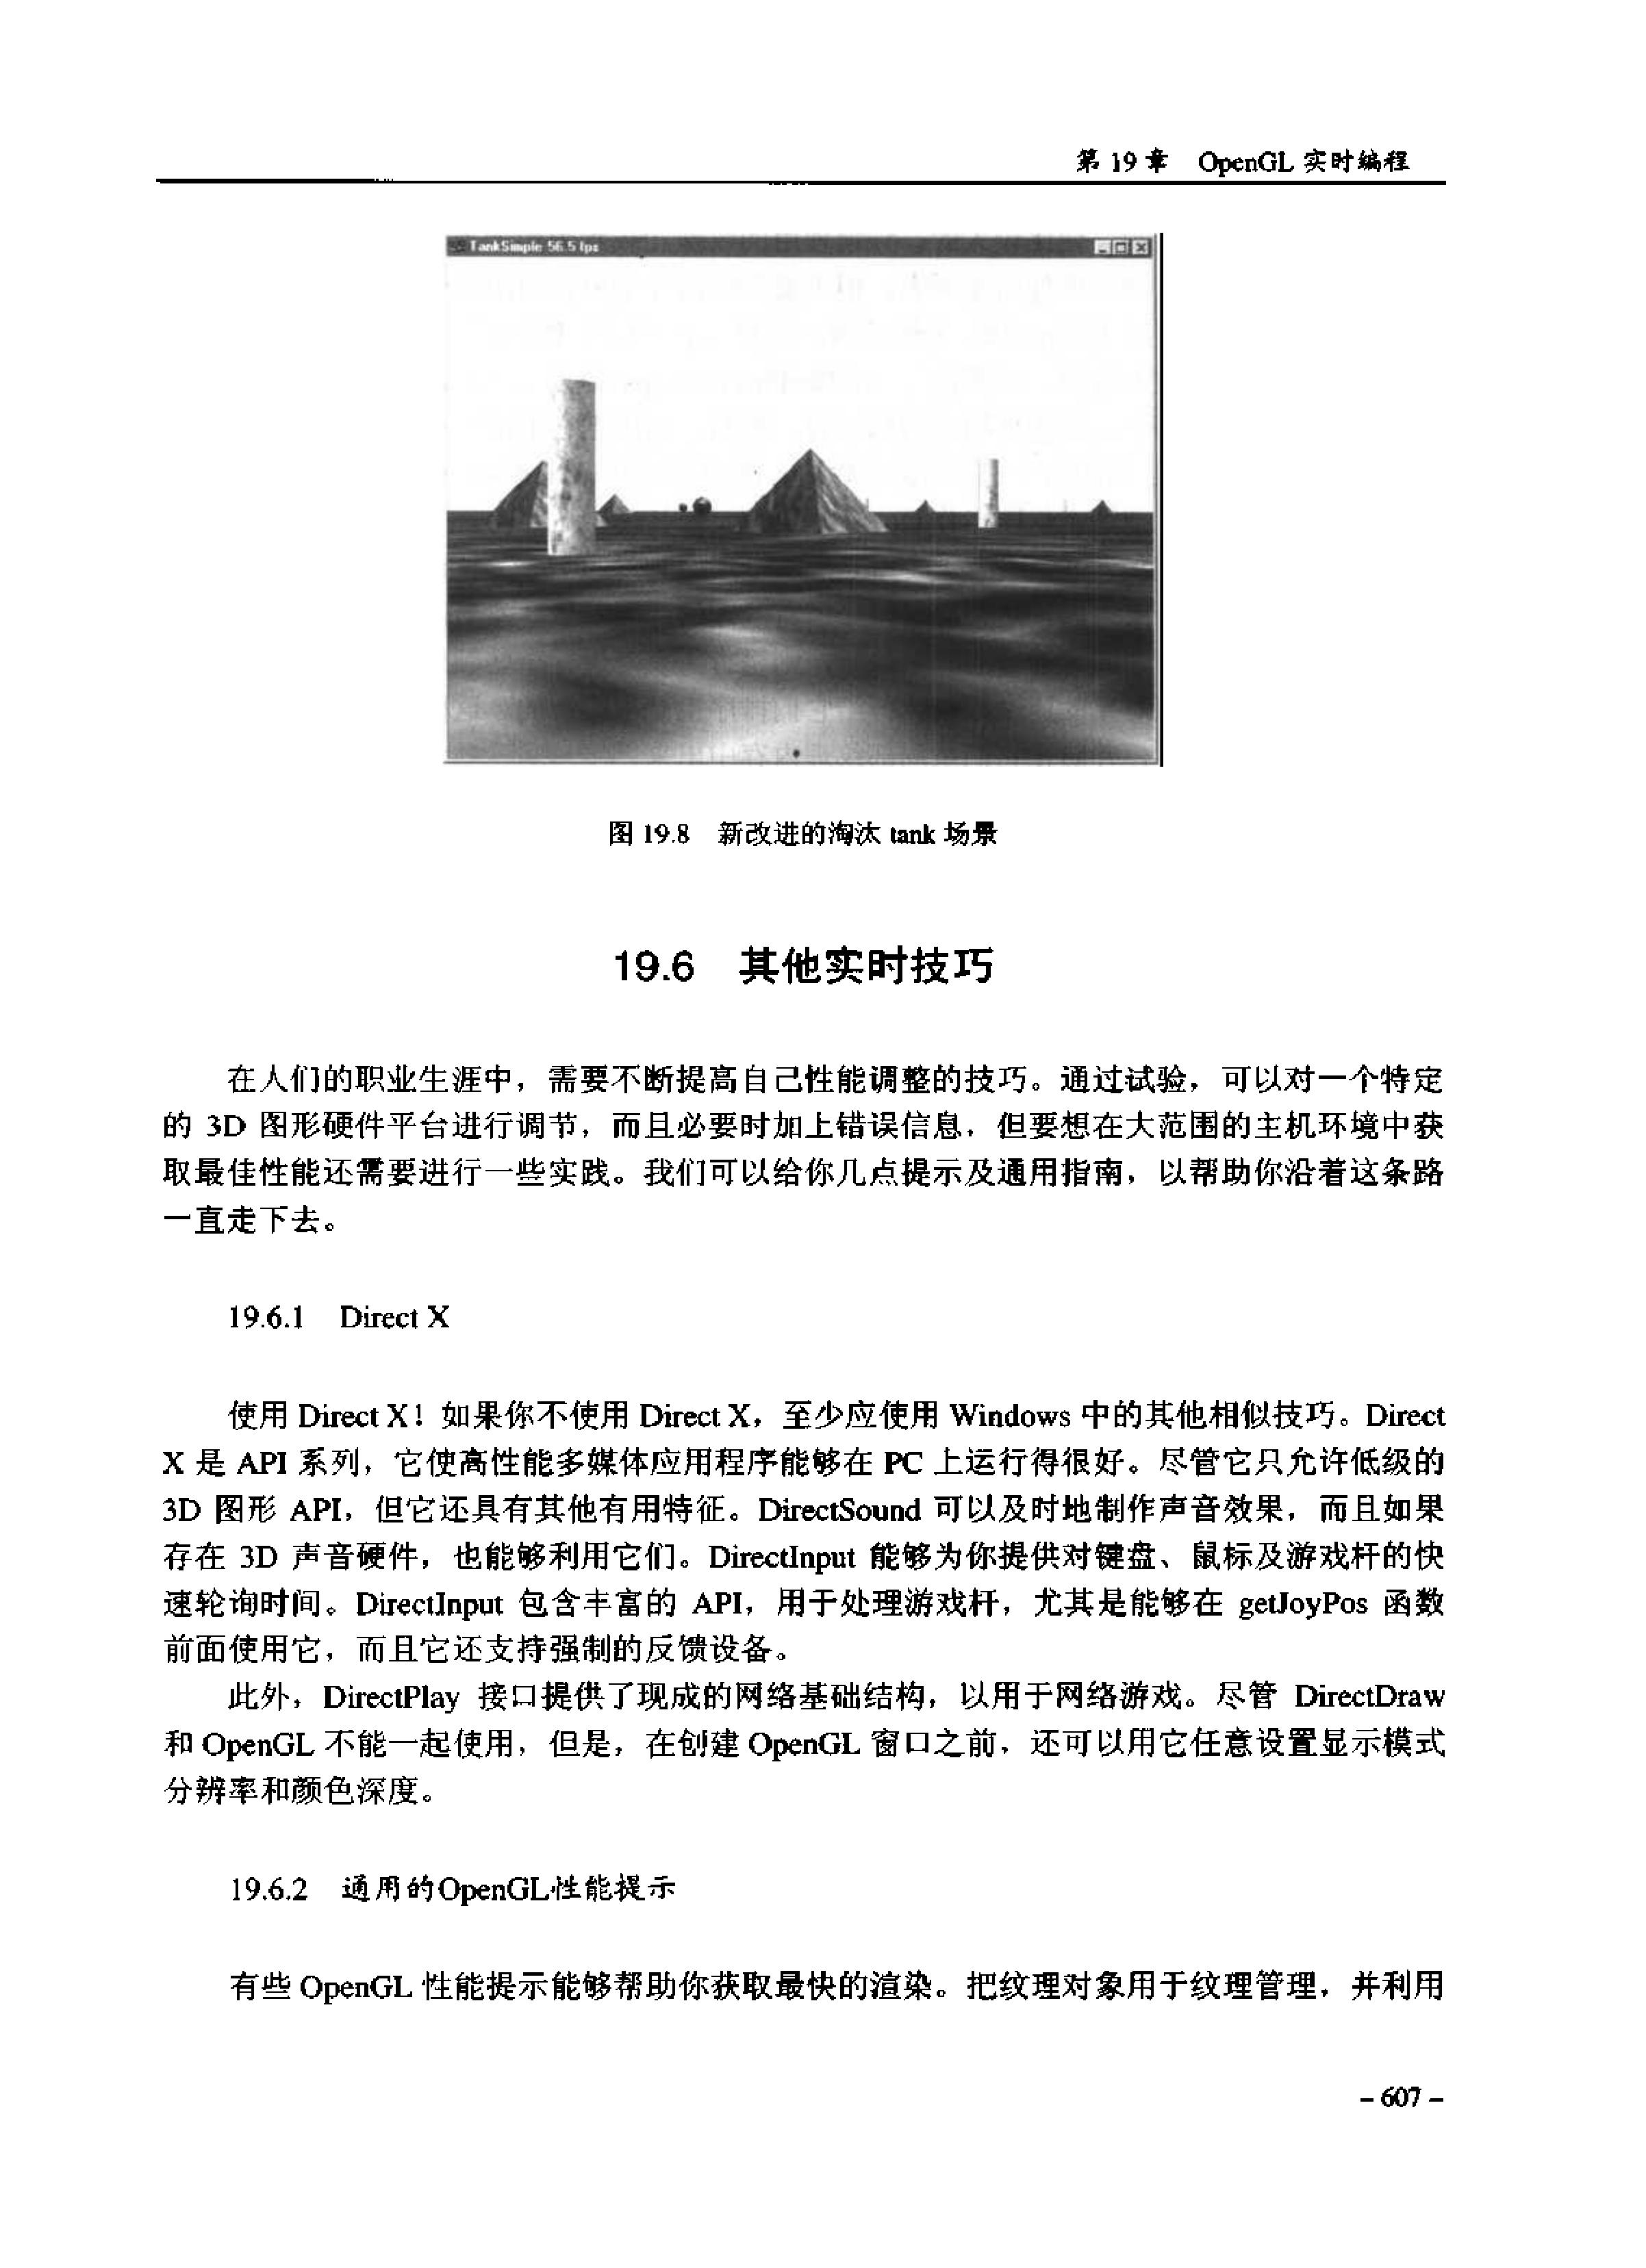 第 19 章 OpenGL 实时编程
TankSimple 56.5 fps
图 19.8 新改进的淘汰 tank 场景
19.6 其他实时技巧
在人们的职业生涯中，需要不断提高自己性能调整的技巧。通过试验，可以对一个特定
的 3D 图形硬件平台进行调节，而且必要时加上错误信息，但要想在大范围的主机环境中获
取最佳性能还需要进行一些实践。我们可以给你几点提示及通用指南，以帮助你沿着这条路
一直走下去。
19.6.1 Direct X
使用 Direct X！如果你不使用 Direct X，至少应使用 Windows 中的其他相似技巧。Direct
X 是 API 系列，它使高性能多媒体应用程序能够在 PC 上运行得很好。尽管它只允许低级的
3D 图形 API，但它还具有其他有用特征。DirectSound 可以及时地制作声音效果，而且如果
存在 3D 声音硬件，也能够利用它们。DirectInput 能够为你提供对键盘、鼠标及游戏杆的快
速轮询时间。DirectInput 包含丰富的 API，用于处理游戏杆，尤其是能够在 getJoyPos 函数
前面使用它，而且它还支持强制的反馈设备。
此外，DirectPlay 接口提供了现成的网络基础结构，以用于网络游戏。尽管 DirectDraw
和 OpenGL 不能一起使用，但是，在创建 OpenGL 窗口之前，还可以用它任意设置显示模式
分辨率和颜色深度。
19.6.2 通用的OpenGL性能提示
有些 OpenGL 性能提示能够帮助你获取最快的渲染。把纹理对象用于纹理管理，并利用
- 607 -